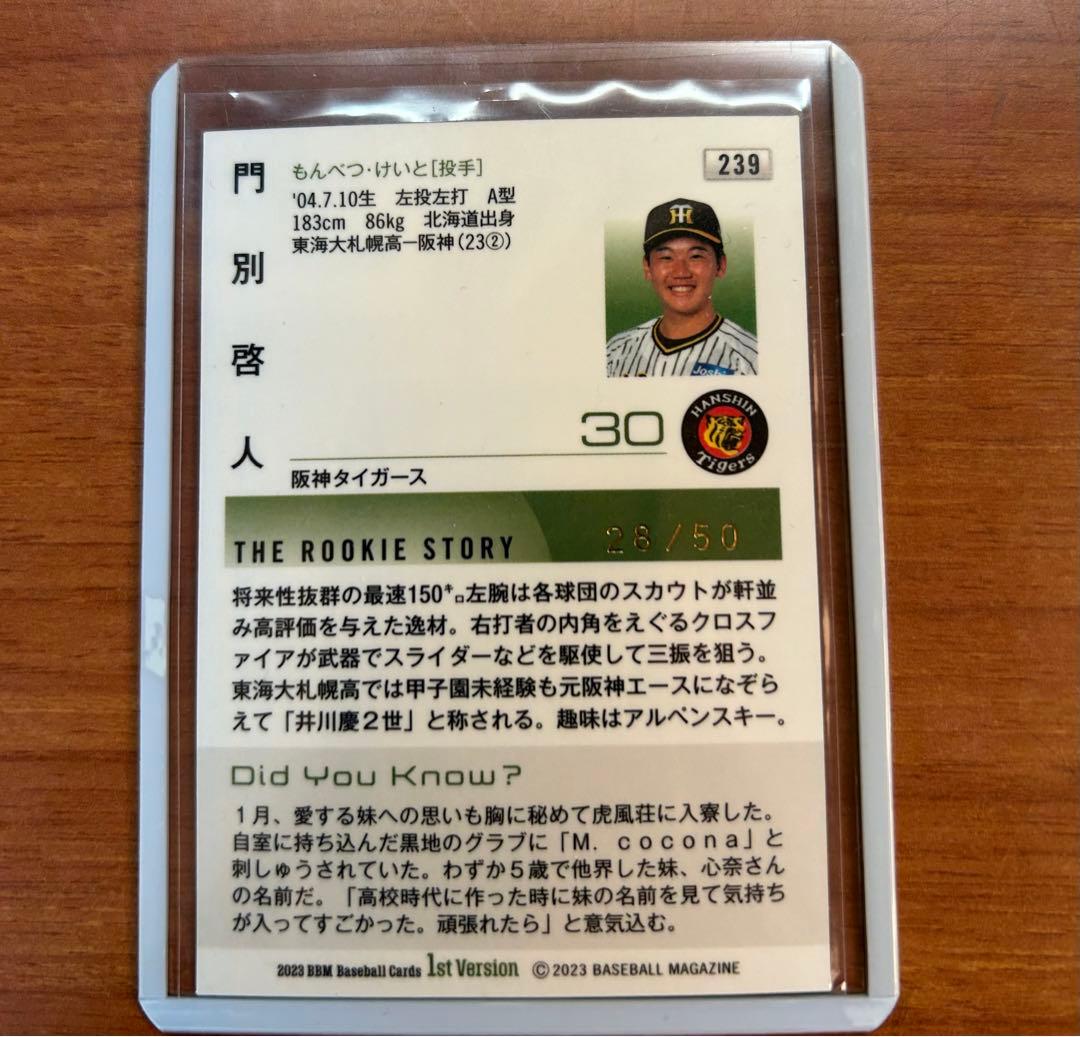 門別啓人
もんべつ・けいと[投手]
'04.7.10生 左投左打 A型
183cm 86kg 北海道出身
東海大札幌高―阪神(23②)
239
Joshi
30
HANSHIN
Tigers
阪神タイガース
THE ROOKIE STORY
28/50
将来性抜群の最速150㌔左腕は各球団のスカウトが軒並
み高評価を与えた逸材。右打者の内角をえぐるクロスフ
ァイアが武器でスライダーなどを駆使して三振を狙う。
東海大札幌高では甲子園未経験も元阪神エースになぞら
えて「井川慶2世」と称される。趣味はアルペンスキー。
Did You Know?
1月、愛する妹への思いも胸に秘めて虎風荘に入寮した。
自室に持ち込んだ黒地のグラブに「M. cocona」と
刺しゅうされていた。わずか5歳で他界した妹、心奈さん
の名前だ。「高校時代に作った時に妹の名前を見て気持ち
が入ってすごかった。頑張れたら」と意気込む。
2023 BBM Baseball Cards 1st Version © 2023 BASEBALL MAGAZINE